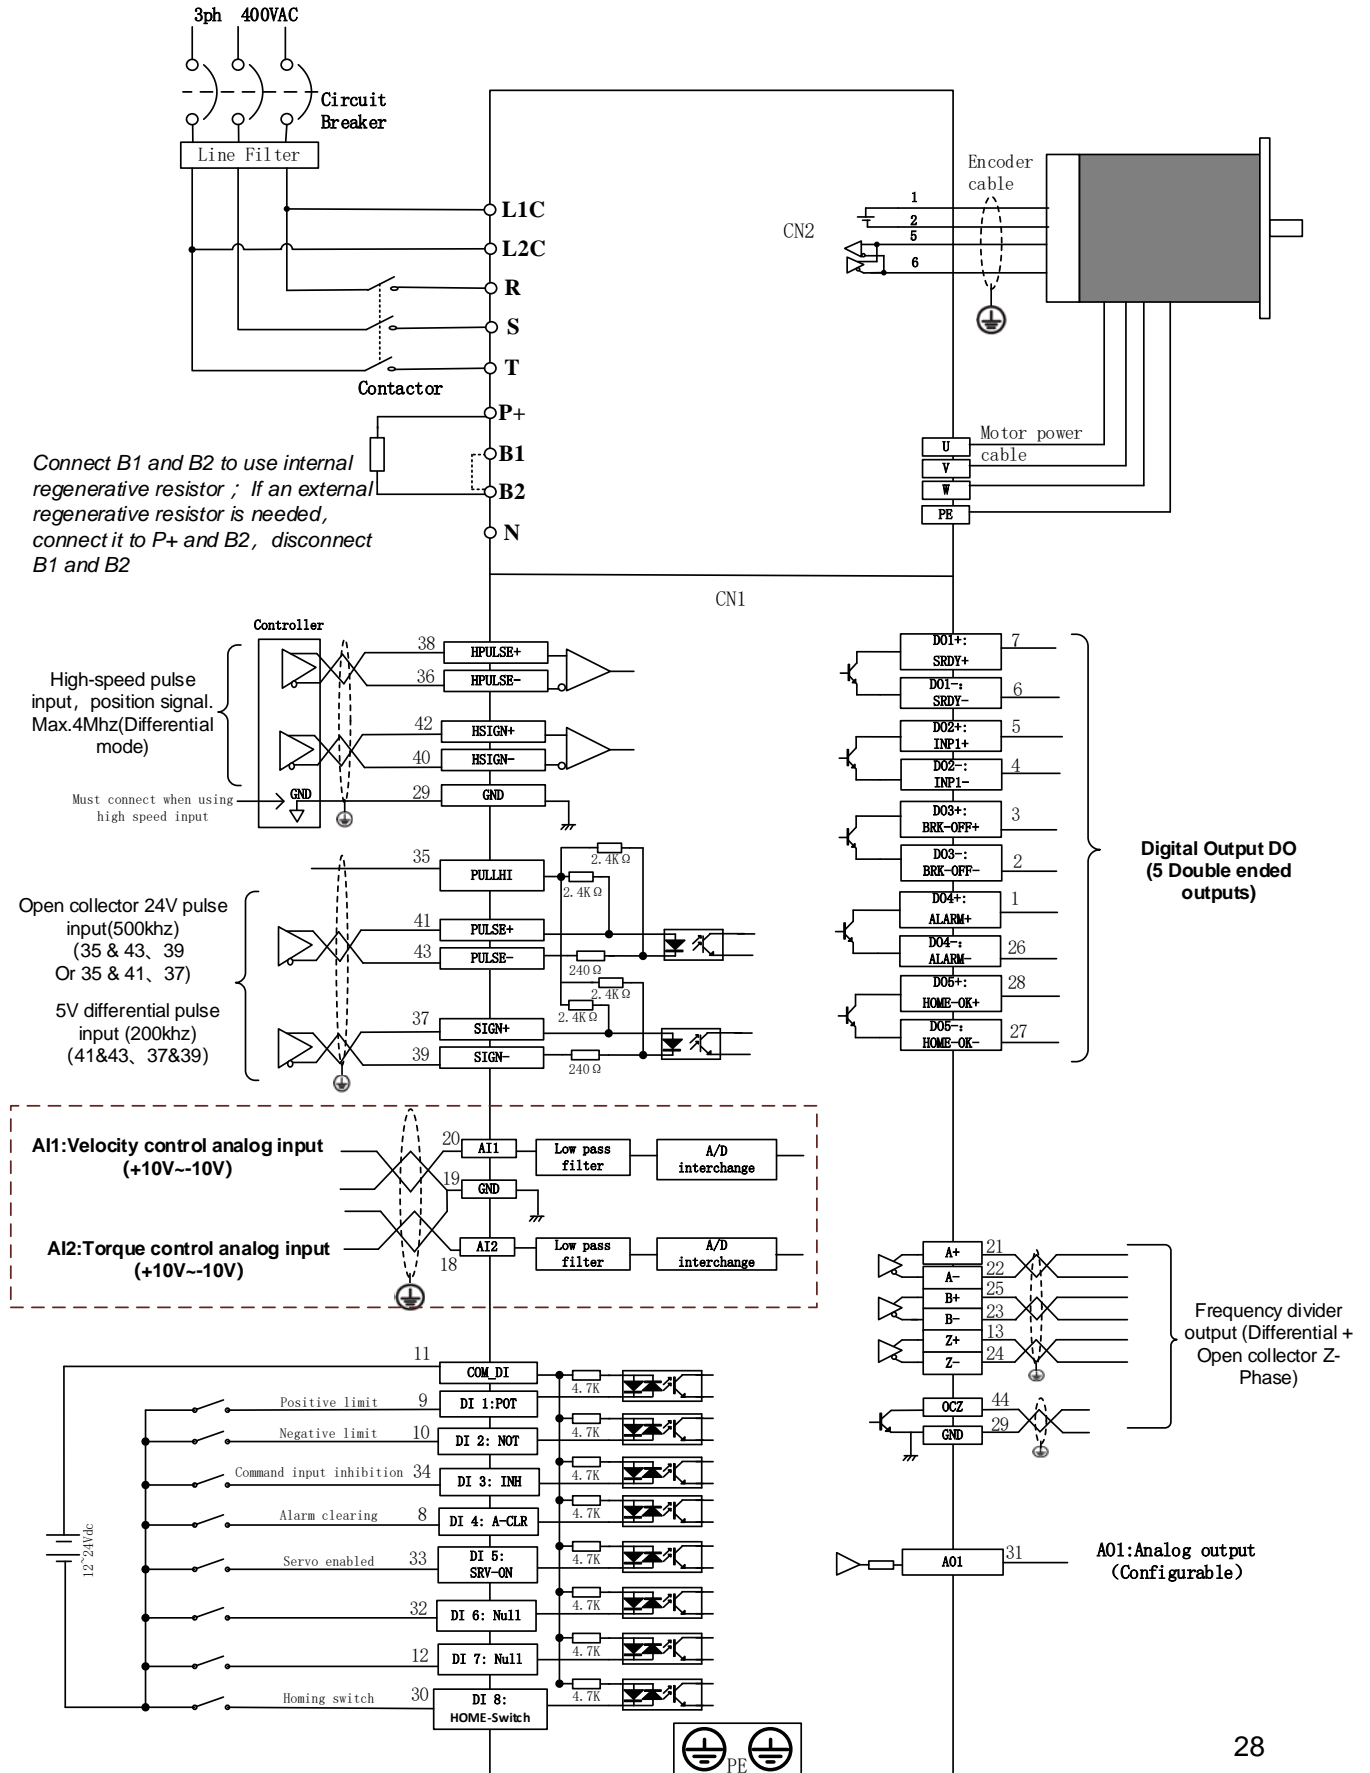 3ph 400VAC
Circuit
Breaker
Line Filter
L1C
L2C
R
S
T
Contactor
P+
B1
B2
N
Connect B1 and B2 to use internal
regenerative resistor ; If an external
regenerative resistor is needed,
connect it to P+ and B2, disconnect
B1 and B2
CN2
Encoder
cable
1
2
5
6
Motor power
cable
U
V
W
PE
CN1
Controller
High-speed pulse
input, position signal.
Max.4Mhz(Differential
mode)
38 HPULSE+
36 HPULSE-
42 HSIGN+
40 HSIGN-
Must connect when using
high speed input
GND
29 GND
35 PULLHI
2.4KΩ
2.4KΩ
Open collector 24V pulse
input(500khz)
(35 & 43、39
Or 35 & 41、37)
5V differential pulse
input (200khz)
(41&43、37&39)
41 PULSE+
43 PULSE-
240Ω
2.4KΩ
2.4KΩ
37 SIGN+
39 SIGN-
240Ω
AI1:Velocity control analog input
(+10V~-10V)
20 AI1
Low pass
filter
A/D
interchange
19 GND
AI2:Torque control analog input
(+10V~-10V)
18 AI2
Low pass
filter
A/D
interchange
11 COM_DI
4.7K
Positive limit 9 DI 1:POT
Negative limit 10 DI 2: NOT
4.7K
Command input inhibition 34 DI 3: INH
4.7K
Alarm clearing 8 DI 4: A-CLR
4.7K
Servo enabled 33 DI 5:
SRV-ON
4.7K
32 DI 6: Null
4.7K
12 DI 7: Null
4.7K
Homing switch 30 DI 8:
HOME-Switch
4.7K
12~24Vdc
PE
DO1+:
SRDY+
7
DO1-:
SRDY-
6
DO2+:
INP1+
5
DO2-:
INP1-
4
DO3+:
BRK-OFF+
3
DO3-:
BRK-OFF-
2
DO4+:
ALARM+
1
DO4-:
ALARM-
26
DO5+:
HOME-OK+
28
DO5-:
HOME-OK-
27
Digital Output DO
(5 Double ended
outputs)
A+ 21
A- 22
B+ 25
B- 23
Z+ 13
Z- 24
OCZ 44
GND 29
Frequency divider
output (Differential +
Open collector Z-
Phase)
AO1 31
AO1:Analog output
(Configurable)
28